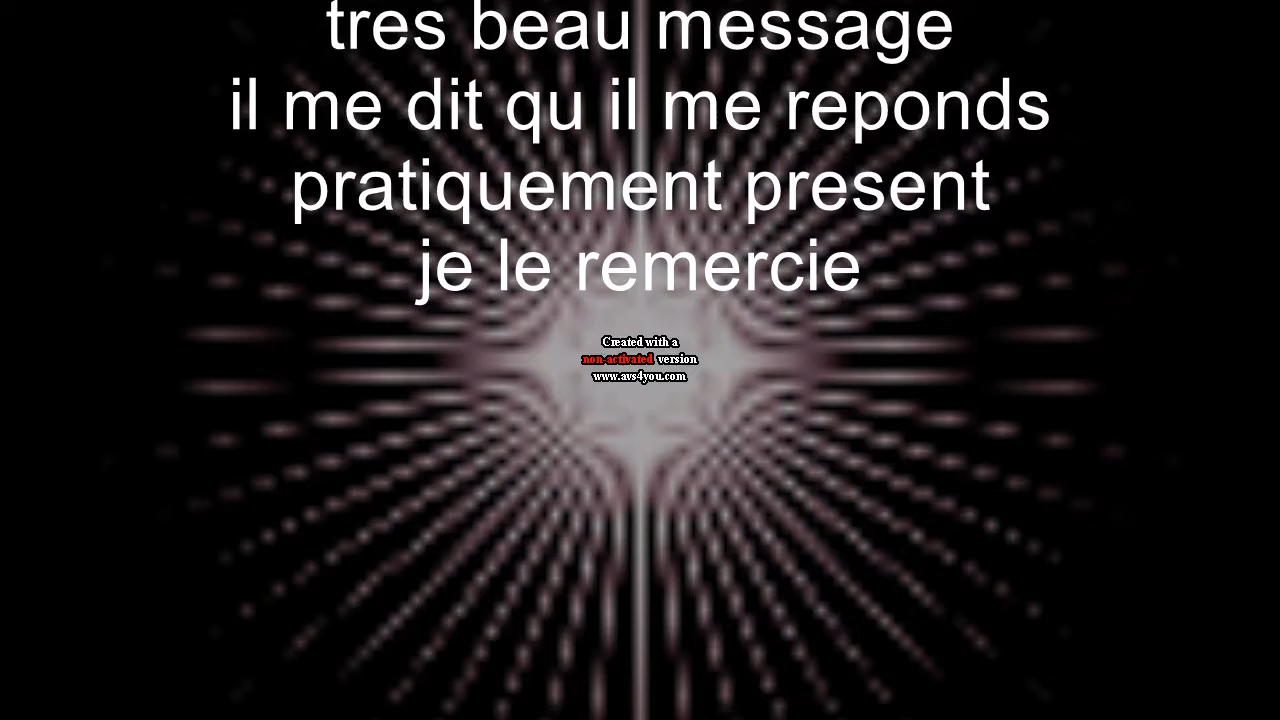 tres beau message
il me dit qu il me reponds
pratiquement present
je le remercie
Created with a
non-activated version
www.avs4you.com